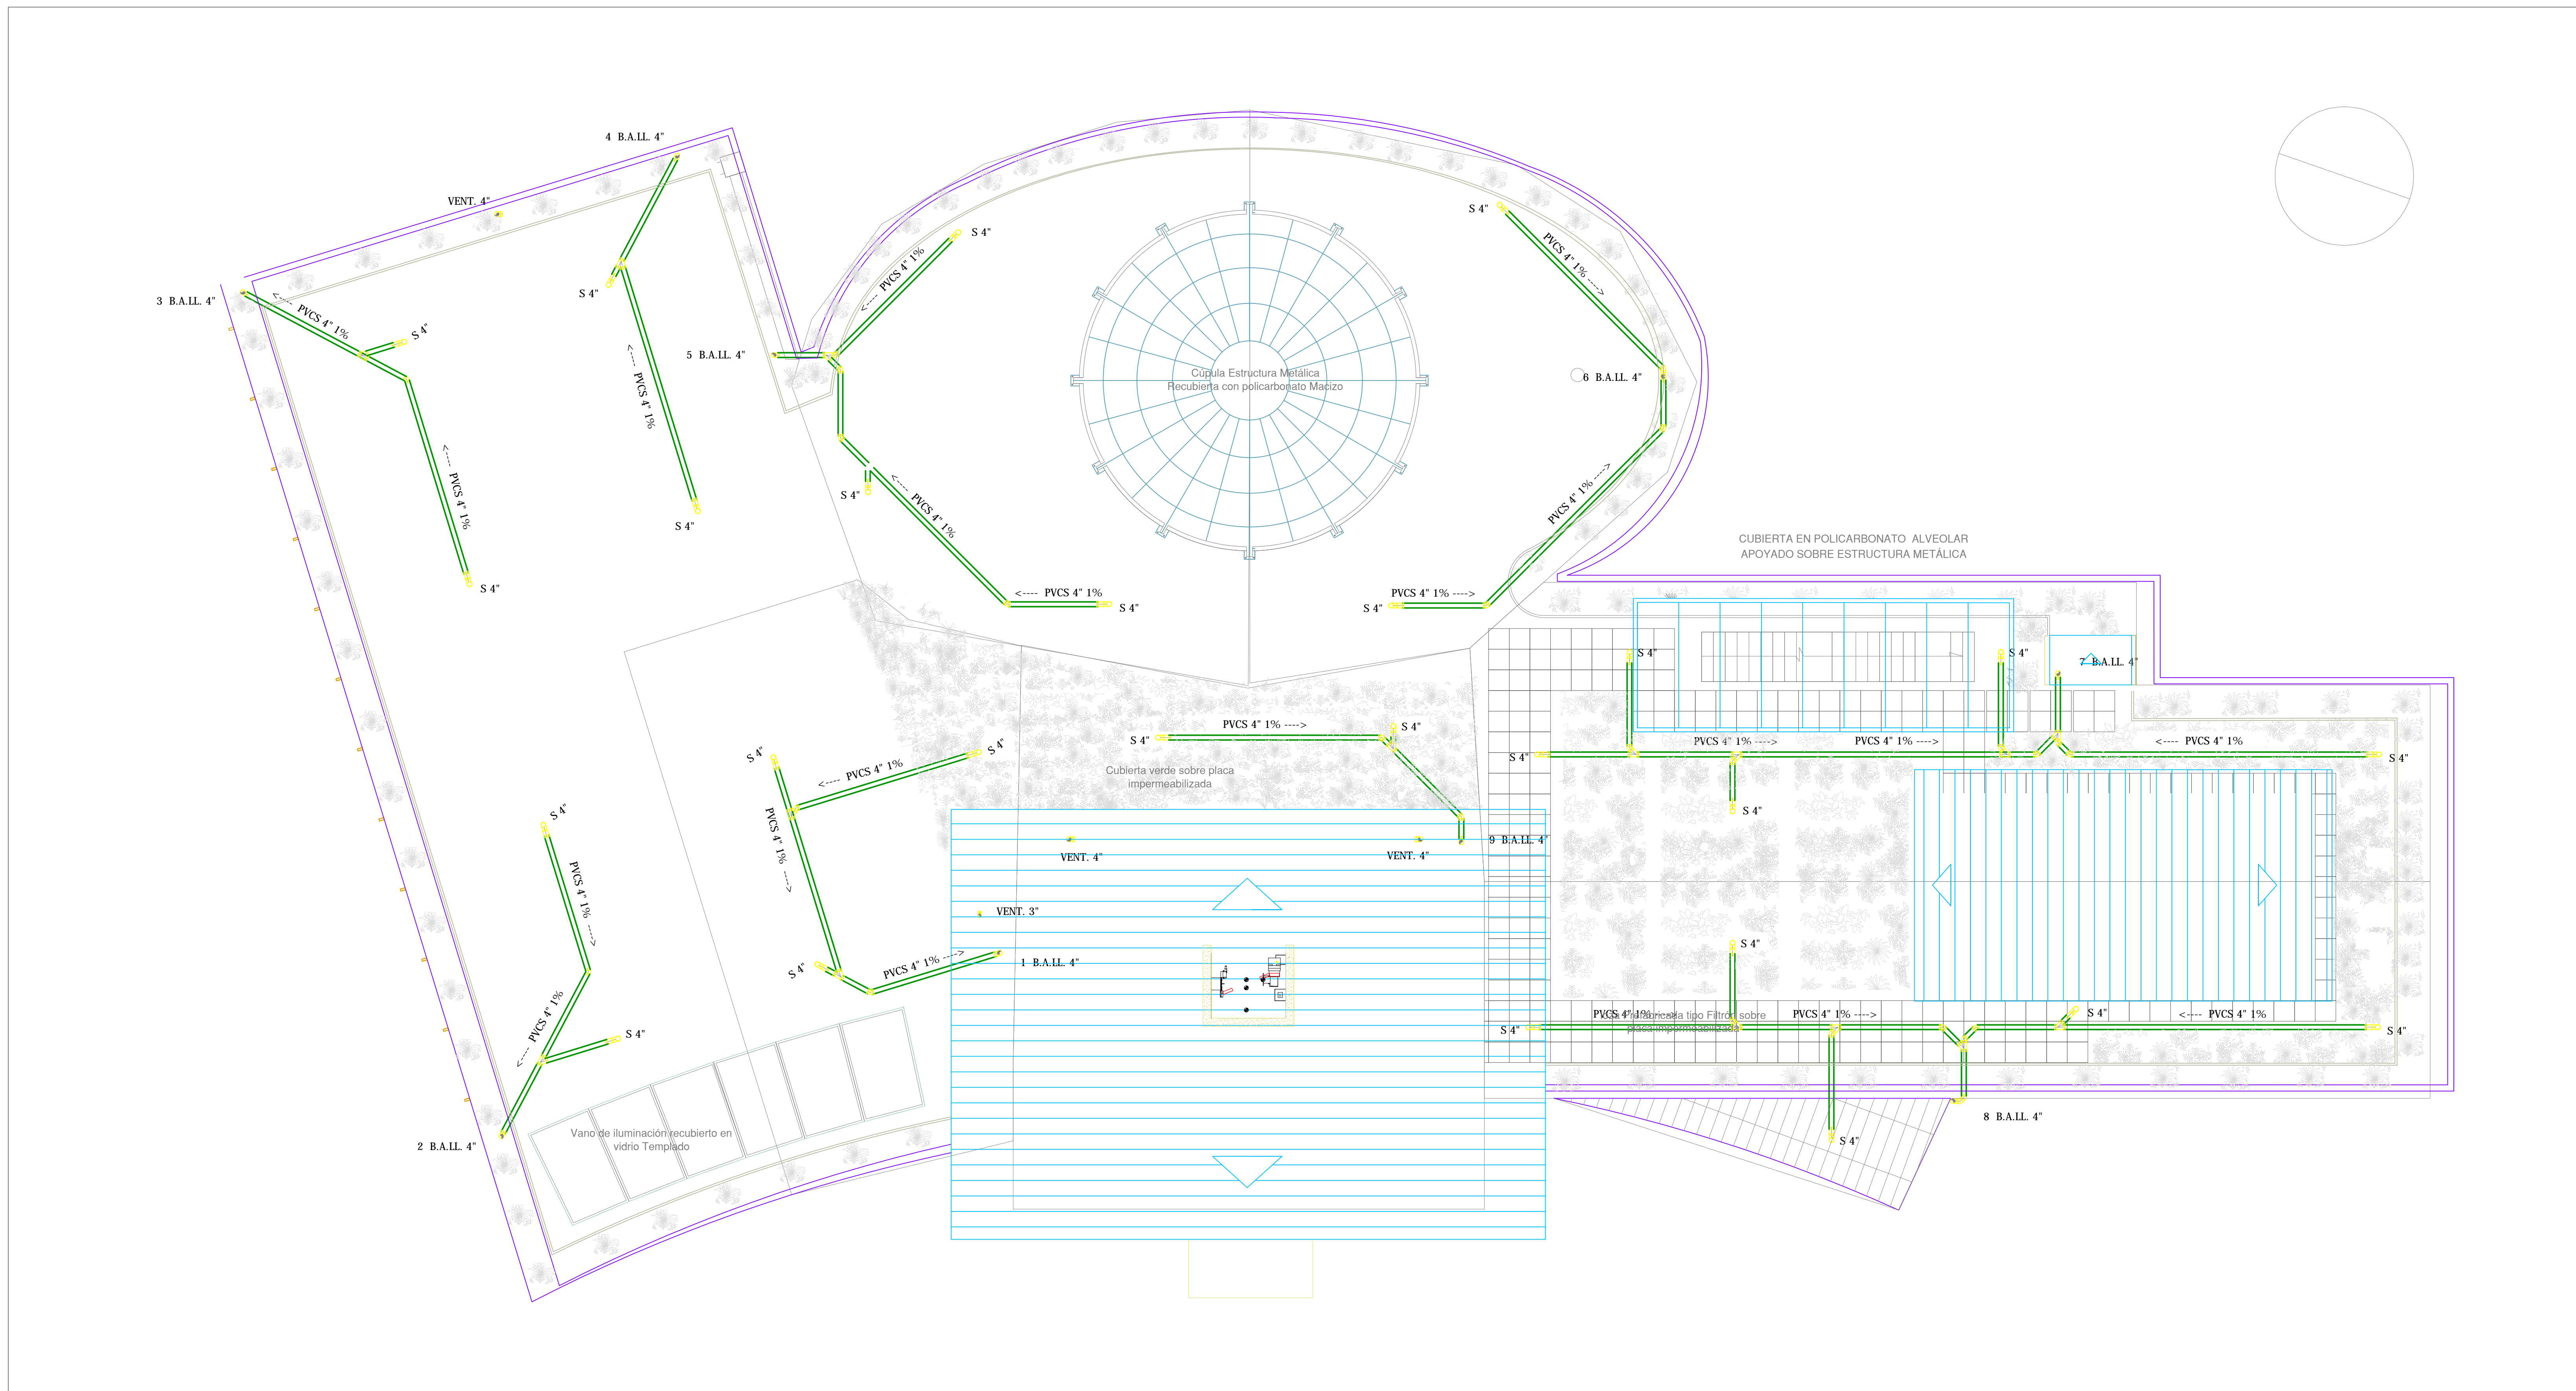 4 B.A.LL. 4"
VENT. 4"
3 B.A.LL. 4"
<---- PVCS 4" 1%
S 4"
S 4"
<---- PVCS 4" 1%
S 4"
<---- PVCS 4" 1%
S 4"
5 B.A.LL. 4"
<---- PVCS 4" 1%
S 4"
S 4"
<---- PVCS 4" 1%
<---- PVCS 4" 1%
S 4"
Cúpula Estructura Metálica
Recubierta con policarbonato Macizo
S 4"
PVCS 4" 1% ---->
6 B.A.LL. 4"
PVCS 4" 1% ---->
PVCS 4" 1% ---->
S 4"
CUBIERTA EN POLICARBONATO ALVEOLAR
APOYADO SOBRE ESTRUCTURA METÁLICA
S 4"
S 4"
7 B.A.LL. 4"
S 4"
PVCS 4" 1% ---->
PVCS 4" 1% ---->
<---- PVCS 4" 1%
S 4"
S 4"
PVCS 4" 1% ---->
S 4"
S 4"
Cubierta verde sobre placa
impermeabilizada
9 B.A.LL. 4"
VENT. 4"
VENT. 4"
VENT. 3"
S 4"
S 4"
<---- PVCS 4" 1%
PVCS 4" 1% ---->
S 4"
PVCS 4" 1% ---->
1 B.A.LL. 4"
S 4"
PVCS 4" 1% ---->
<---- PVCS 4" 1%
S 4"
2 B.A.LL. 4"
Vano de iluminación recubierto en
vidrio Templado
S 4"
S 4"
PVCS 4" 1% ---->
Prefabricada tipo Filtrón sobre
placa impermeabilizada
PVCS 4" 1% ---->
S 4"
<---- PVCS 4" 1%
S 4"
8 B.A.LL. 4"
S 4"